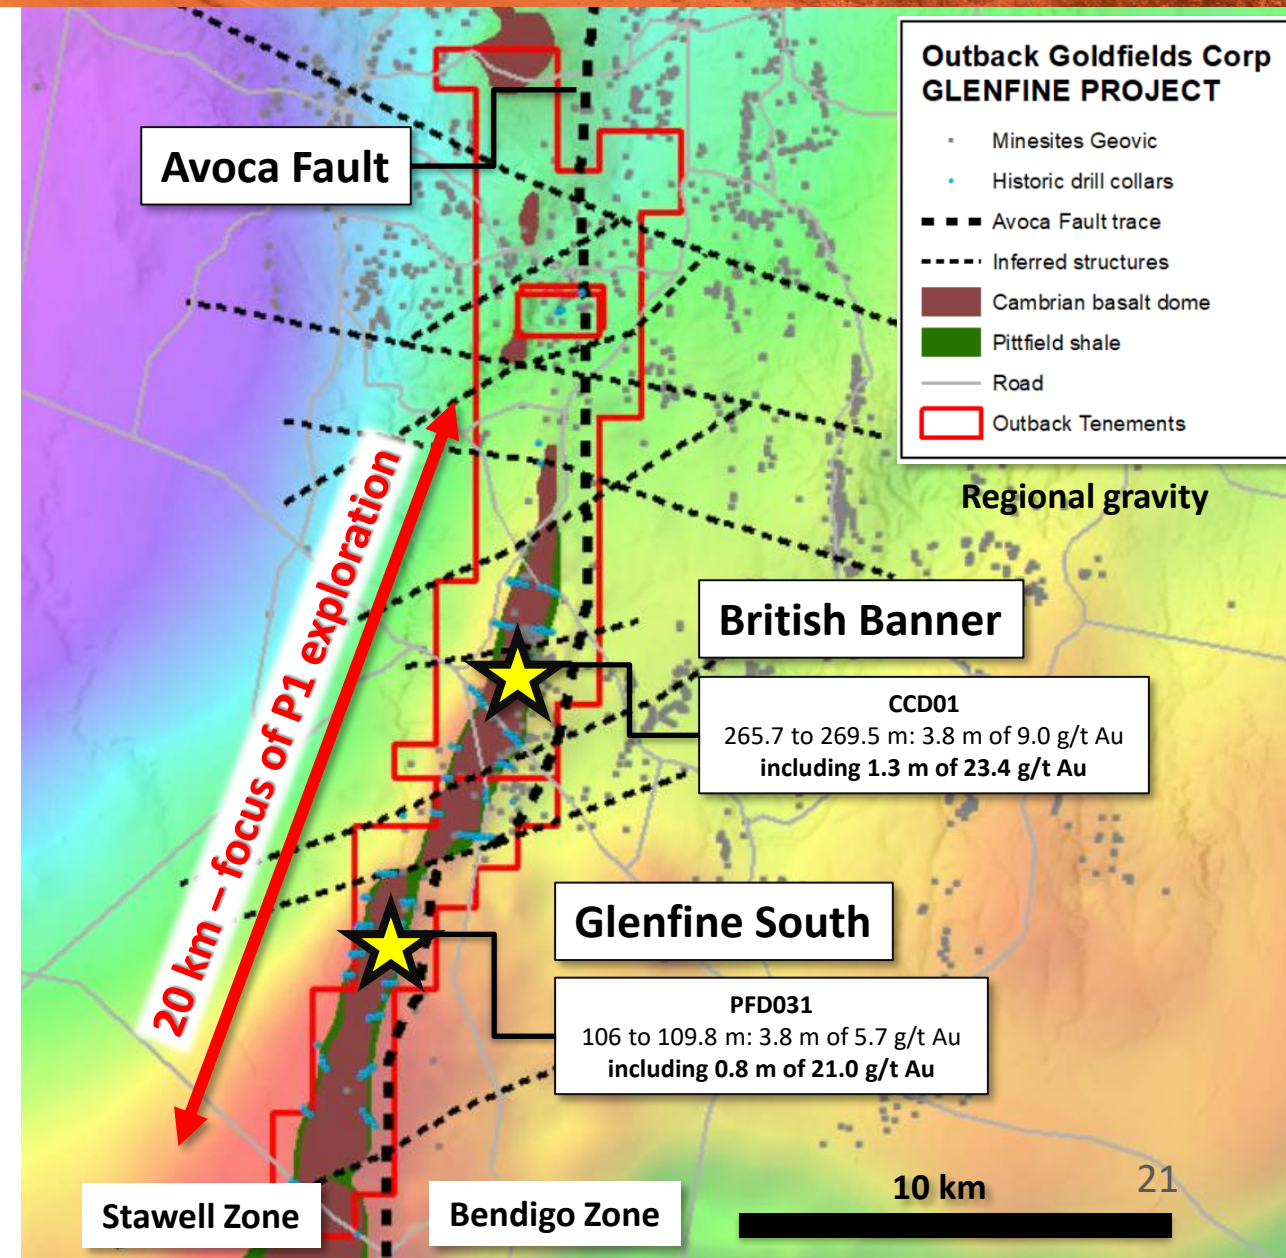 Outback Goldfields Corp
GLENFINE PROJECT
Minesites Geovic
Historic drill collars
Avoca Fault trace
Inferred structures
Cambrian basalt dome
Pittfield shale
Road
Outback Tenements
Avoca Fault
Regional gravity
20 km – focus of P1 exploration
British Banner
CCD01
265.7 to 269.5 m: 3.8 m of 9.0 g/t Au
including 1.3 m of 23.4 g/t Au
Glenfine South
PFD031
106 to 109.8 m: 3.8 m of 5.7 g/t Au
including 0.8 m of 21.0 g/t Au
Stawell Zone
Bendigo Zone
10 km
21